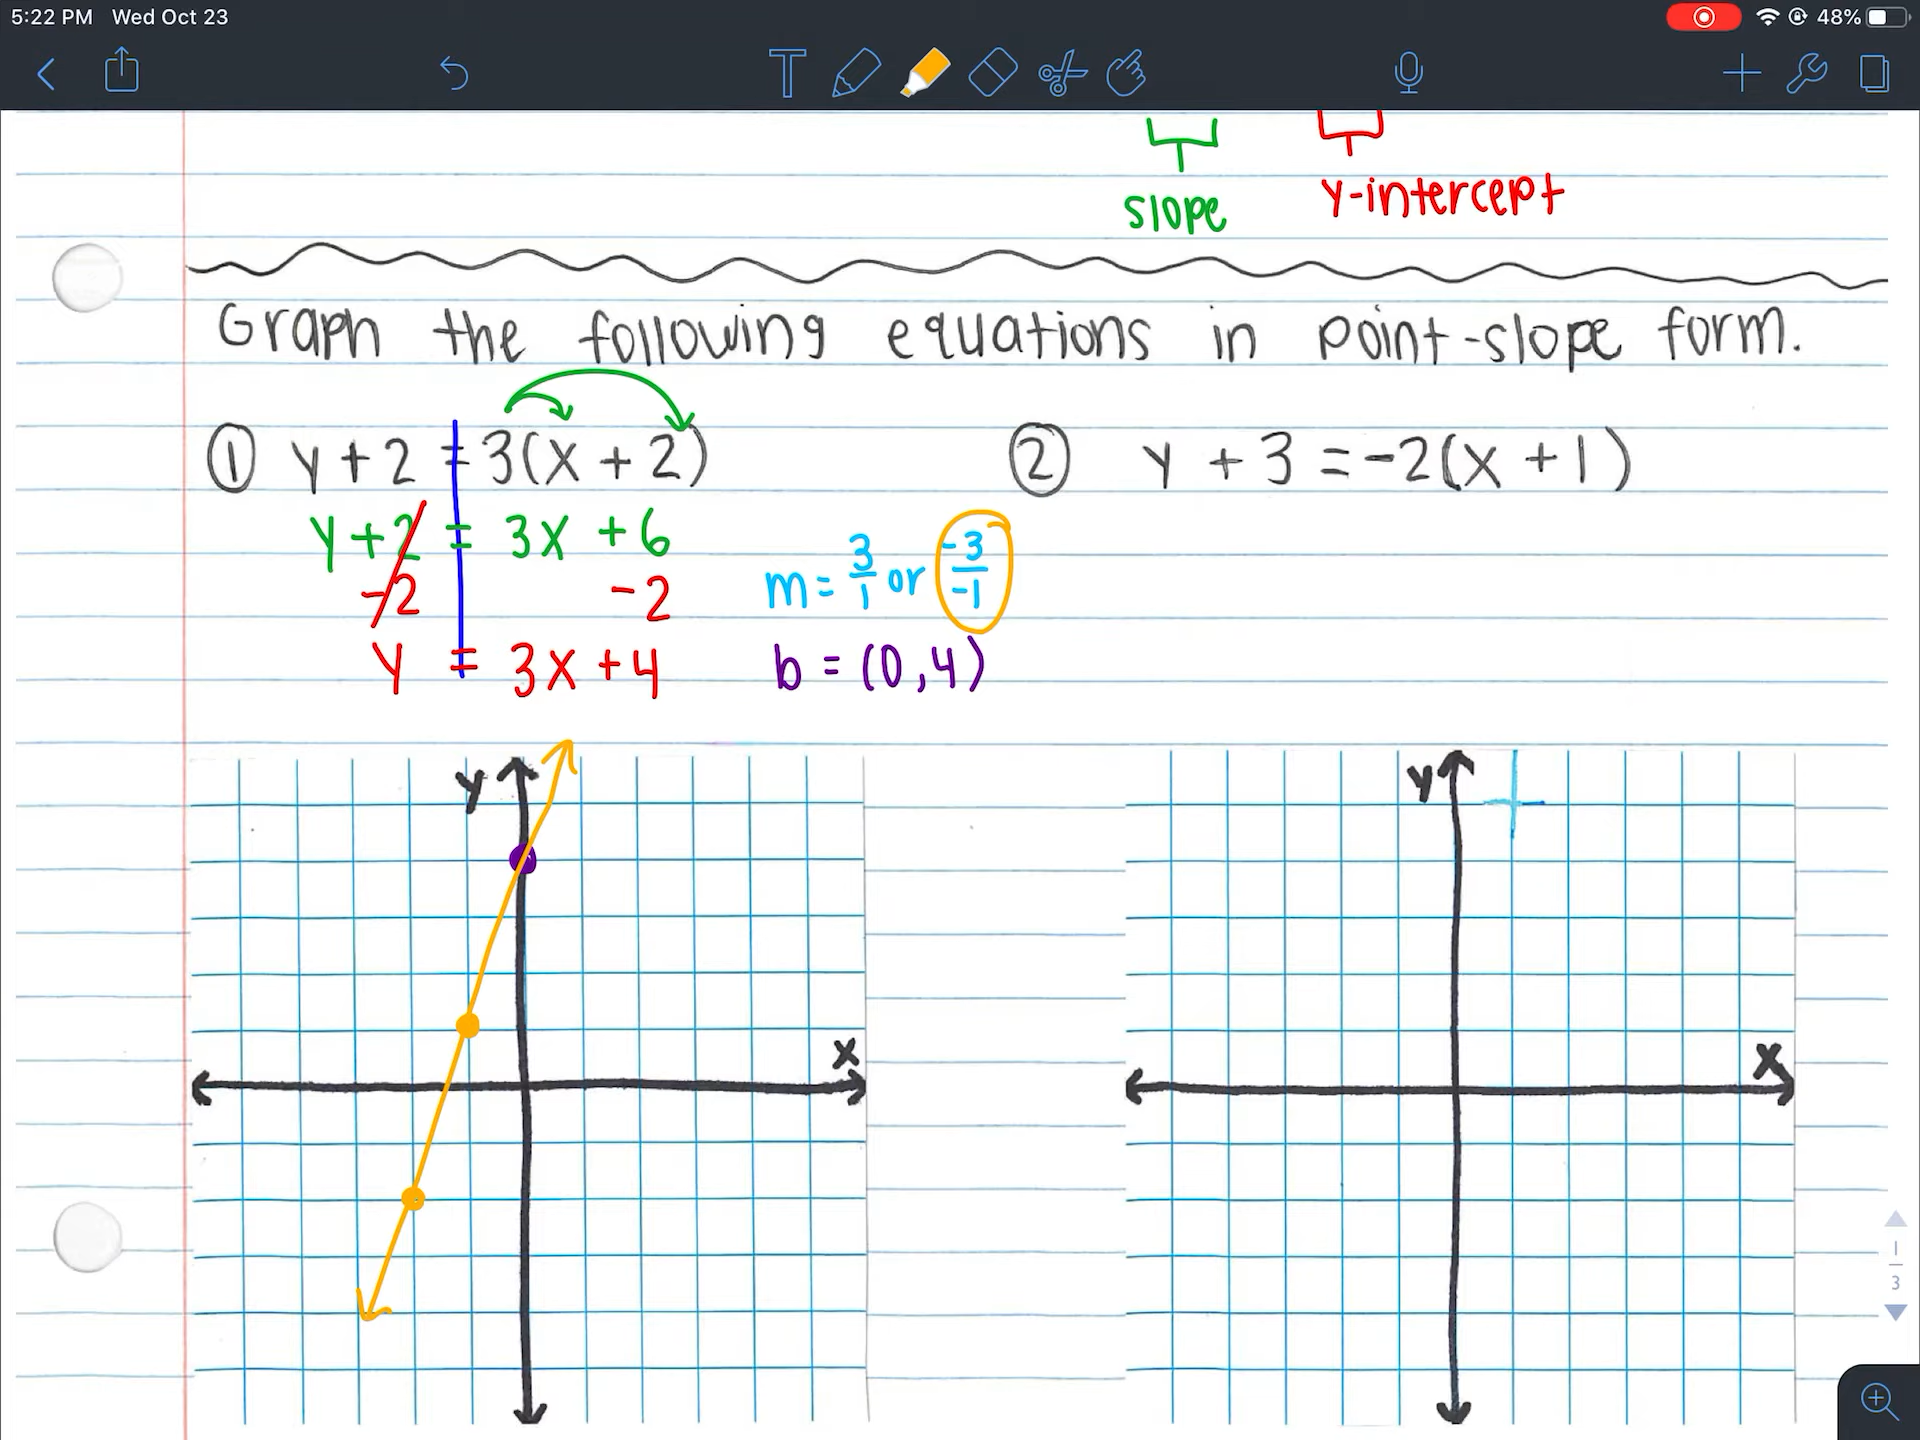 5:22 PM Wed Oct 23
48%
slope
y-intercept
Graph the following equations in point-slope form.
① y + 2 = 3(x + 2)
② y + 3 = -2(x + 1)
y + 2 = 3x + 6
-2 -2
y = 3x + 4
m = 3/1 or -3/-1
b = (0, 4)
y
x
y
x
1
3